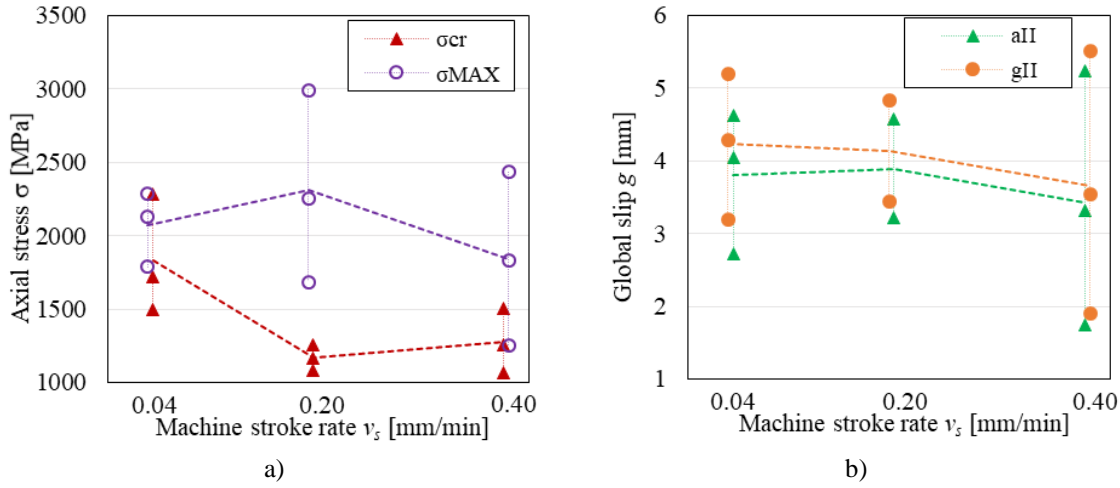 3500
3000
2500
2000
1500
1000
Axial stress σ [MPa]
σcr
σMAX
0.04
0.20
0.40
Machine stroke rate vₛ [mm/min]
a)
6
5
4
3
2
1
Global slip g [mm]
aII
gII
0.04
0.20
0.40
Machine stroke rate vₛ [mm/min]
b)